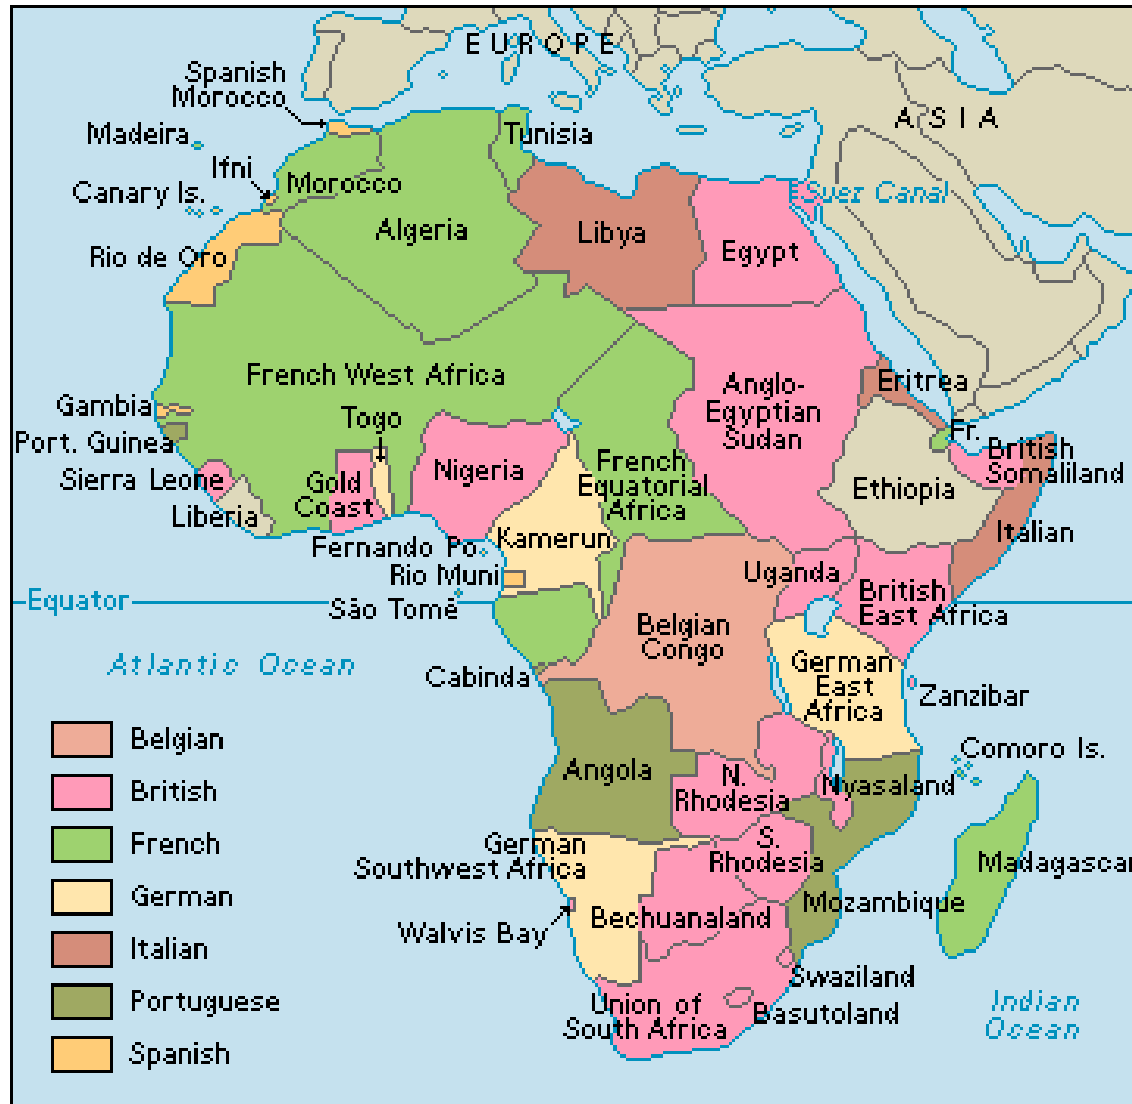 EUROPE
Spanish
Morocco
ASIA
Madeira
Tunisia
Ifni
Morocco
Canary Is.
Suez Canal
Algeria
Libya
Egypt
Rio de Oro
French West Africa
Anglo-
Egyptian
Sudan
Eritrea
Gambia
Togo
Fr.
Port. Guinea
British
Somaliland
Sierra Leone
Nigeria
French
Equatorial
Africa
Gold
Coast
Ethiopia
Liberia
Italian
Kamerun
Fernando Po
Rio Muni
Uganda
British
East Africa
Equator
São Tomé
Belgian
Congo
Atlantic Ocean
German
East
Africa
Cabinda
Zanzibar
Belgian
Comoro Is.
Angola
N.
Rhodesia
Nyasaland
British
French
German
Southwest Africa
S.
Rhodesia
Madagascar
German
Mozambique
Bechuanaland
Walvis Bay
Italian
Swaziland
Portuguese
Union of
South Africa
Basutoland
Indian
Ocean
Spanish